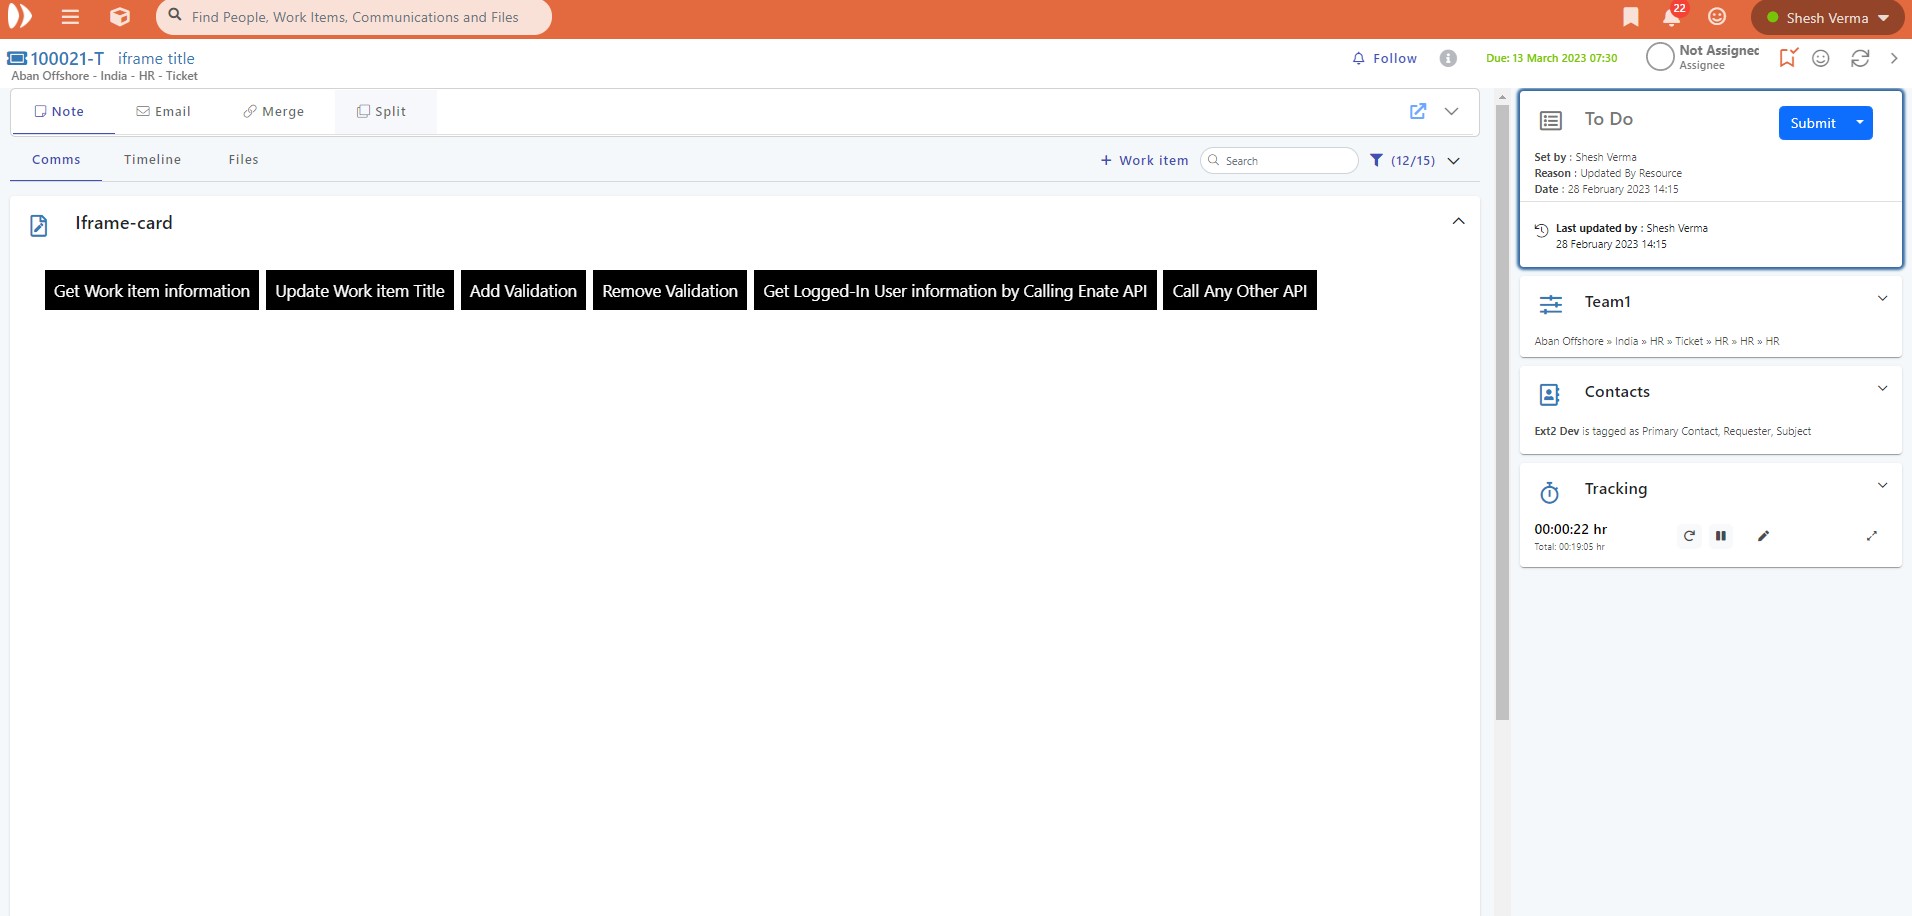 Find People, Work Items, Communications and Files
22
Shesh Verma
100021-T iframe title
Aban Offshore - India - HR - Ticket
Follow
Due: 13 March 2023 07:30
Not Assignec
Assignee
Note
Email
Merge
Split
Comms
Timeline
Files
+ Work item
Search
(12/15)
Iframe-card
Get Work item information
Update Work item Title
Add Validation
Remove Validation
Get Logged-In User information by Calling Enate API
Call Any Other API
To Do
Submit
Set by : Shesh Verma
Reason : Updated By Resource
Date : 28 February 2023 14:15
Last updated by : Shesh Verma
28 February 2023 14:15
Team1
Aban Offshore » India » HR » Ticket » HR » HR » HR
Contacts
Ext2 Dev is tagged as Primary Contact, Requester, Subject
Tracking
00:00:22 hr
Total: 00:19:05 hr